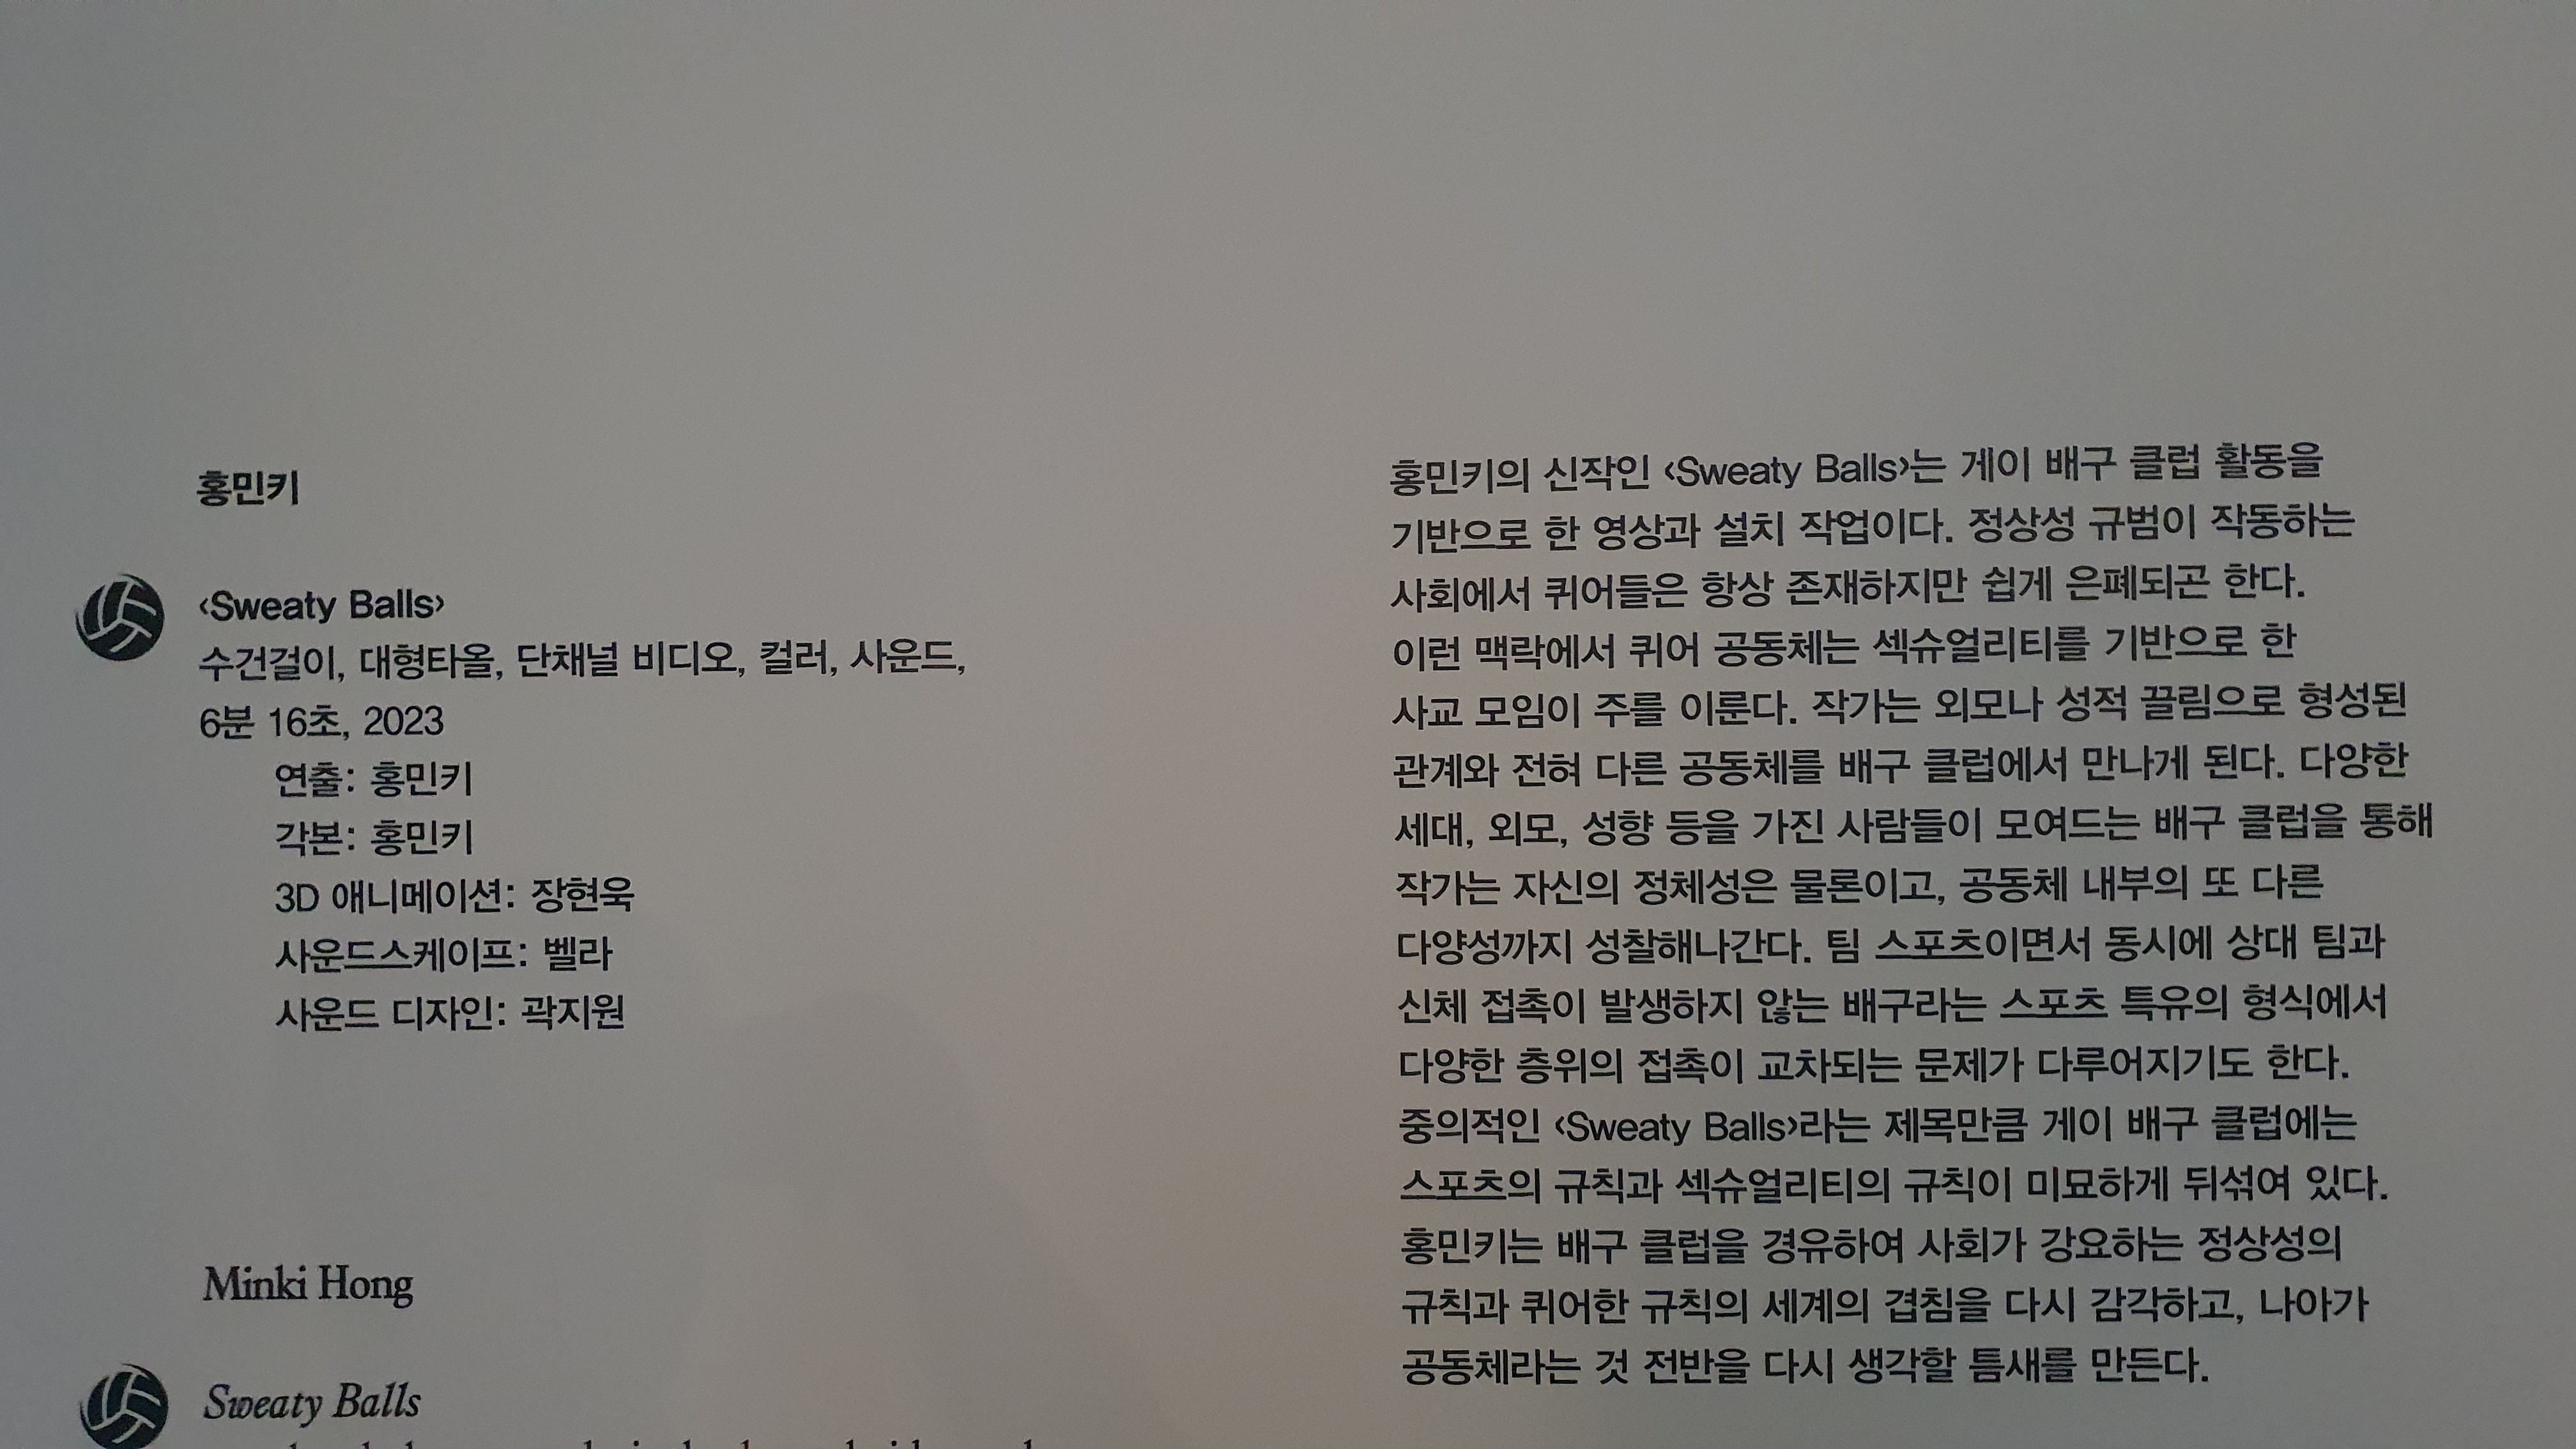 홍민키
‹Sweaty Balls›
수건걸이, 대형타올, 단채널 비디오, 컬러, 사운드,
6분 16초, 2023
연출: 홍민키
각본: 홍민키
3D 애니메이션: 장현욱
사운드스케이프: 벨라
사운드 디자인: 곽지원
Minki Hong
Sweaty Balls
홍민키의 신작인 ‹Sweaty Balls›는 게이 배구 클럽 활동을
기반으로 한 영상과 설치 작업이다. 정상성 규범이 작동하는
사회에서 퀴어들은 항상 존재하지만 쉽게 은폐되곤 한다.
이런 맥락에서 퀴어 공동체는 섹슈얼리티를 기반으로 한
사교 모임이 주를 이룬다. 작가는 외모나 성적 끌림으로 형성된
관계와 전혀 다른 공동체를 배구 클럽에서 만나게 된다. 다양한
세대, 외모, 성향 등을 가진 사람들이 모여드는 배구 클럽을 통해
작가는 자신의 정체성은 물론이고, 공동체 내부의 또 다른
다양성까지 성찰해나간다. 팀 스포츠이면서 동시에 상대 팀과
신체 접촉이 발생하지 않는 배구라는 스포츠 특유의 형식에서
다양한 층위의 접촉이 교차되는 문제가 다루어지기도 한다.
중의적인 ‹Sweaty Balls›라는 제목만큼 게이 배구 클럽에는
스포츠의 규칙과 섹슈얼리티의 규칙이 미묘하게 뒤섞여 있다.
홍민키는 배구 클럽을 경유하여 사회가 강요하는 정상성의
규칙과 퀴어한 규칙의 세계의 겹침을 다시 감각하고, 나아가
공동체라는 것 전반을 다시 생각할 틈새를 만든다.